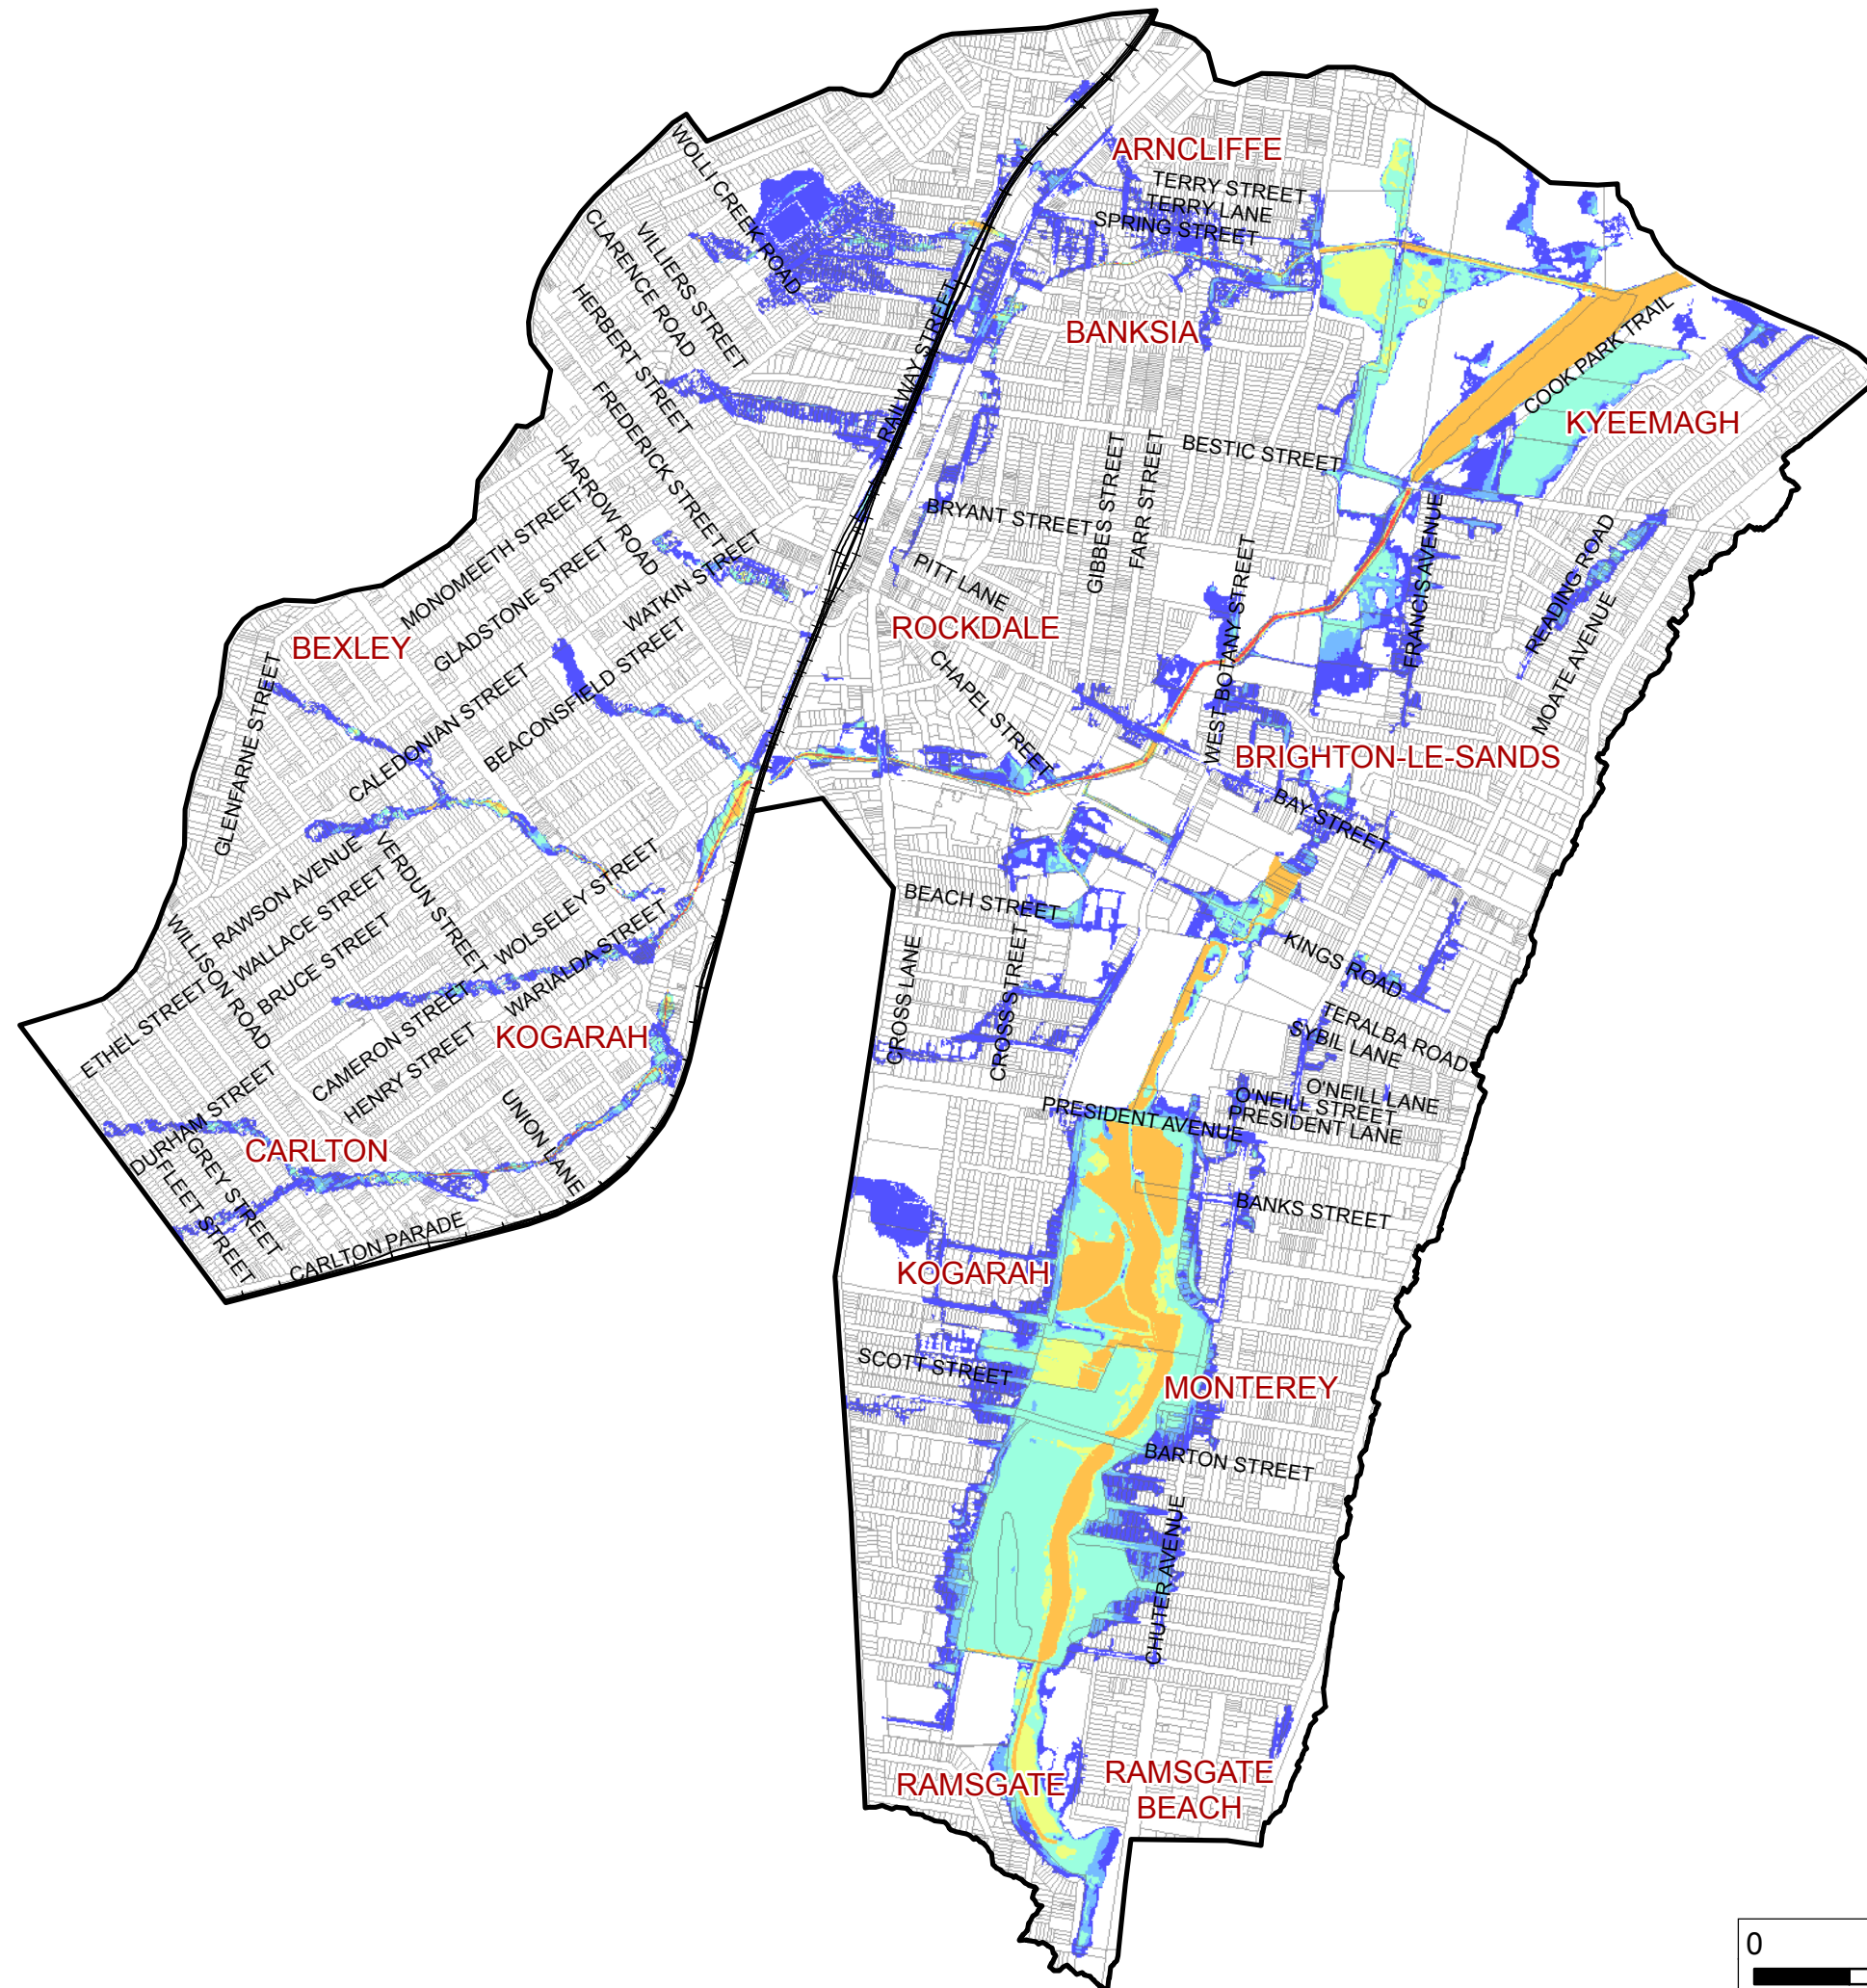 ARNCLIFFE
TERRY STREET
TERRY LANE
SPRING STREET
WOLLI CREEK ROAD
VILLIERS STREET
CLARENCE ROAD
HERBERT STREET
RAILWAY STREET
BANKSIA
COOK PARK TRAIL
KYEEMAGH
FREDERICK STREET
HARROW ROAD
BESTIC STREET
GIBBES STREET
FARR STREET
BRYANT STREET
PITT LANE
MONOMEETH STREET
GLADSTONE STREET
WATKIN STREET
BEXLEY
ROCKDALE
WEST BOTANY STREET
FRANCIS AVENUE
READING ROAD
MOATE AVENUE
GLENFARNE STREET
CALEDONIAN STREET
BEACONSFIELD STREET
CHAPEL STREET
BRIGHTON-LE-SANDS
BAY STREET
RAWSON AVENUE
VERDUN STREET
WOLSELEY STREET
WALLACE STREET
WILLISON ROAD
BRUCE STREET
WARIALDA STREET
BEACH STREET
CROSS LANE
CROSS STREET
KINGS ROAD
ETHEL STREET
CAMERON STREET
KOGARAH
HENRY STREET
TERALBA ROAD
SYBIL LANE
O'NEILL LANE
O'NEILL STREET
PRESIDENT LANE
PRESIDENT AVENUE
DURHAM STREET
UNION LANE
CARLTON
GREY STREET
FLEET STREET
CARLTON PARADE
BANKS STREET
KOGARAH
SCOTT STREET
MONTEREY
BARTON STREET
CHUTER AVENUE
RAMSGATE
RAMSGATE
BEACH
0